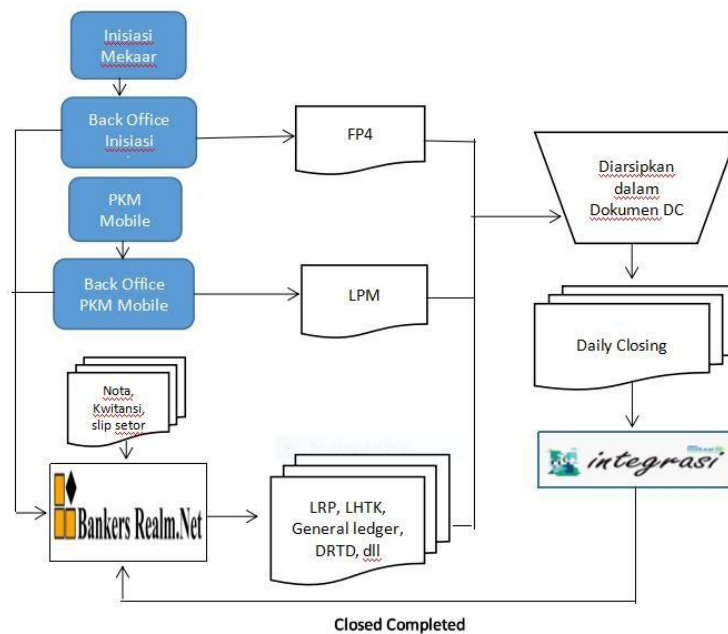 Inisiasi
Mekaar
Back Office
Inisiasi
FP4
Diarsipkan
dalam
Dokumen DC
PKM
Mobile
Back Office
PKM Mobile
LPM
Daily Closing
Nota,
Kwitansi,
slip setor
integrasi
Bankers Realm.Net
LRP, LHTK,
General ledger,
DRTD, dll
Closed Completed